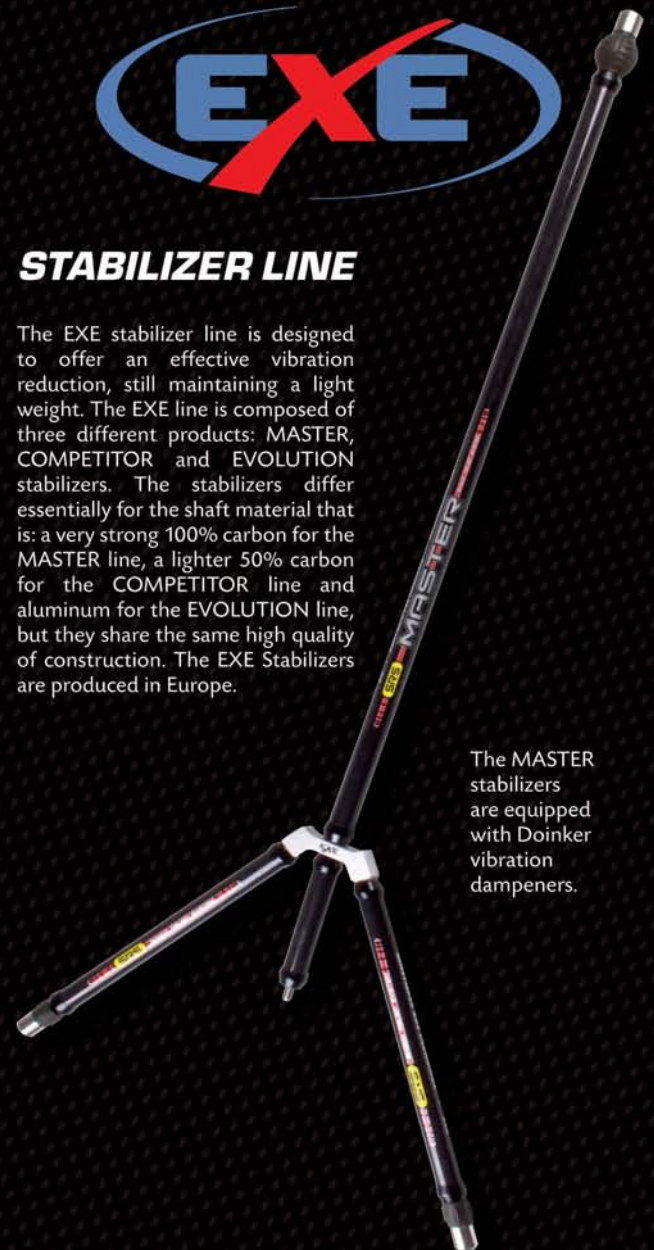 EXE
STABILIZER LINE
The EXE stabilizer line is designed
to offer an effective vibration
reduction, still maintaining a light
weight. The EXE line is composed of
three different products: MASTER,
COMPETITOR and EVOLUTION
stabilizers. The stabilizers differ
essentially for the shaft material that
is: a very strong 100% carbon for the
MASTER line, a lighter 50% carbon
for the COMPETITOR line and
aluminum for the EVOLUTION line,
but they share the same high quality
of construction. The EXE Stabilizers
are produced in Europe.
MASTER
SRS
The MASTER
stabilizers
are equipped
with Doinker
vibration
dampeners.
EXE
SRS
SRS